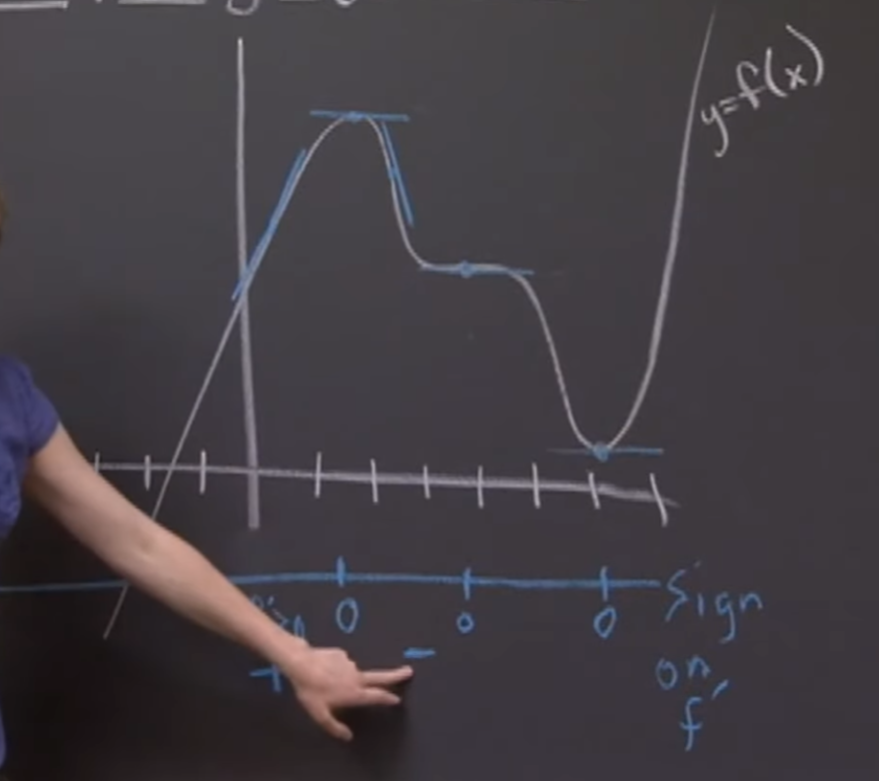 y=f(x)
Sign
0 0 0
+ -
on
f'